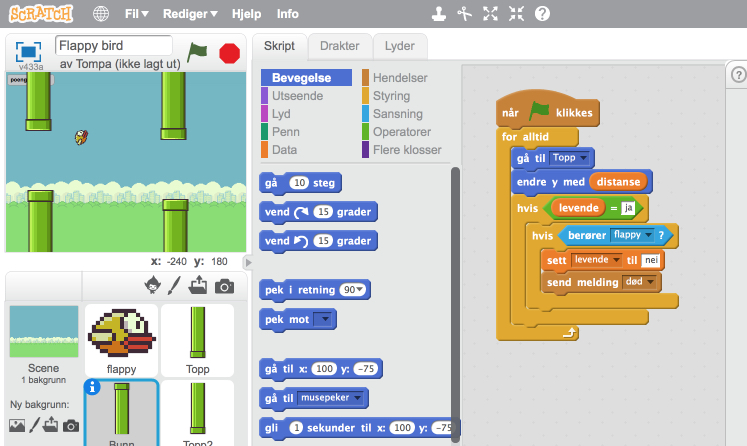 SCRATCH Fil Rediger Hjelp Info
v433a
Flappy bird
av Tompa (ikke lagt ut)
poeng
x: -240 y: 180
Scene
1 bakgrunn
Ny bakgrunn:
flappy
Topp
Bunn
Topp2
Skript Drakter Lyder
Bevegelse Hendelser
Utseende Styring
Lyd Sansning
Penn Operatorer
Data Flere klosser
gå 10 steg
vend 15 grader
vend 15 grader
pek i retning 90
pek mot
gå til x: 100 y: -75
gå til musepeker
gli 1 sekunder til x: 100 y: -75
når klikkes
for alltid
gå til Topp
endre y med distanse
hvis levende = ja
hvis berører flappy ?
sett levende til nei
send melding død
?